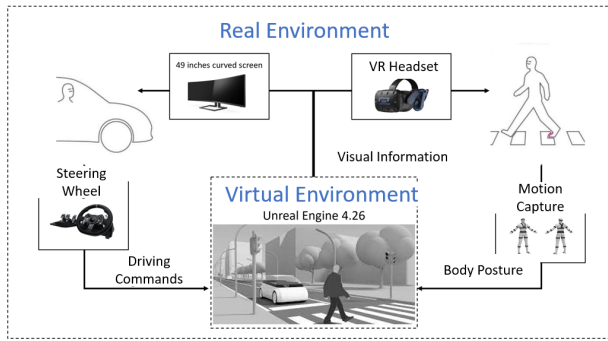 Real Environment
49 inches curved screen
VR Headset
Visual Information
Steering
Wheel
Virtual Environment
Unreal Engine 4.26
Motion
Capture
Driving
Commands
Body Posture